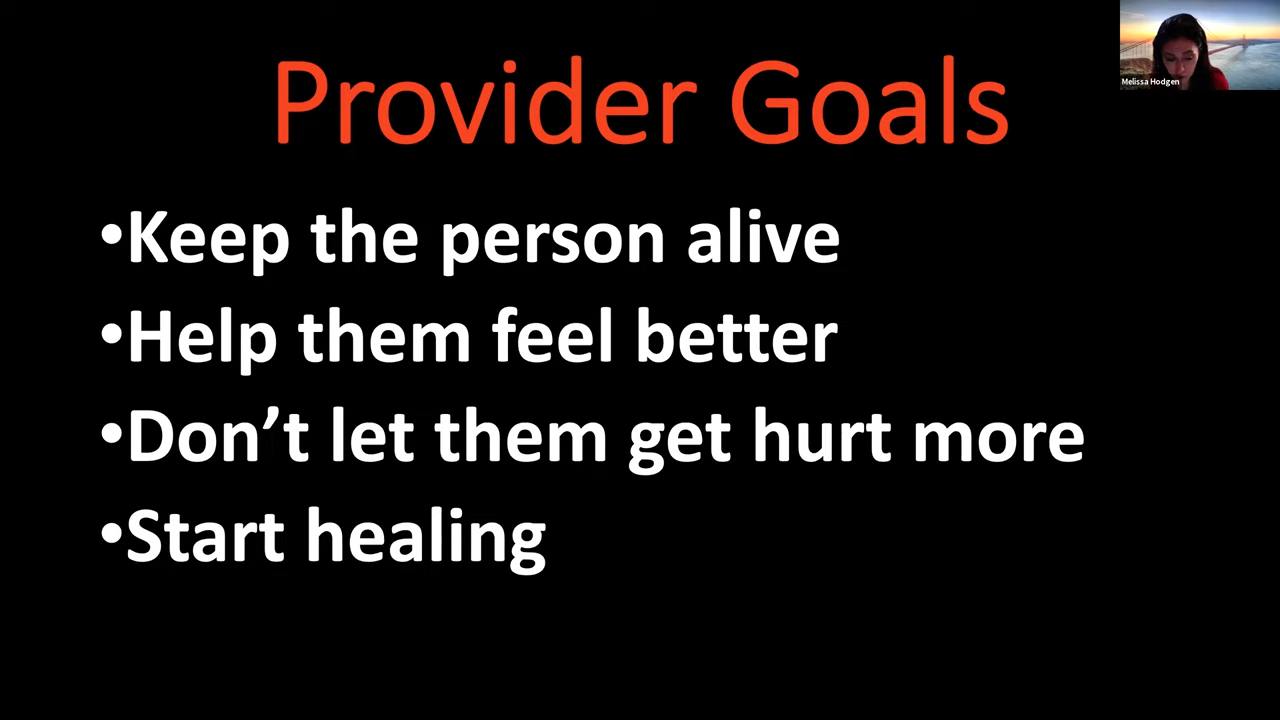 Provider Goals
Melissa Hodgen
•Keep the person alive
•Help them feel better
•Don’t let them get hurt more
•Start healing